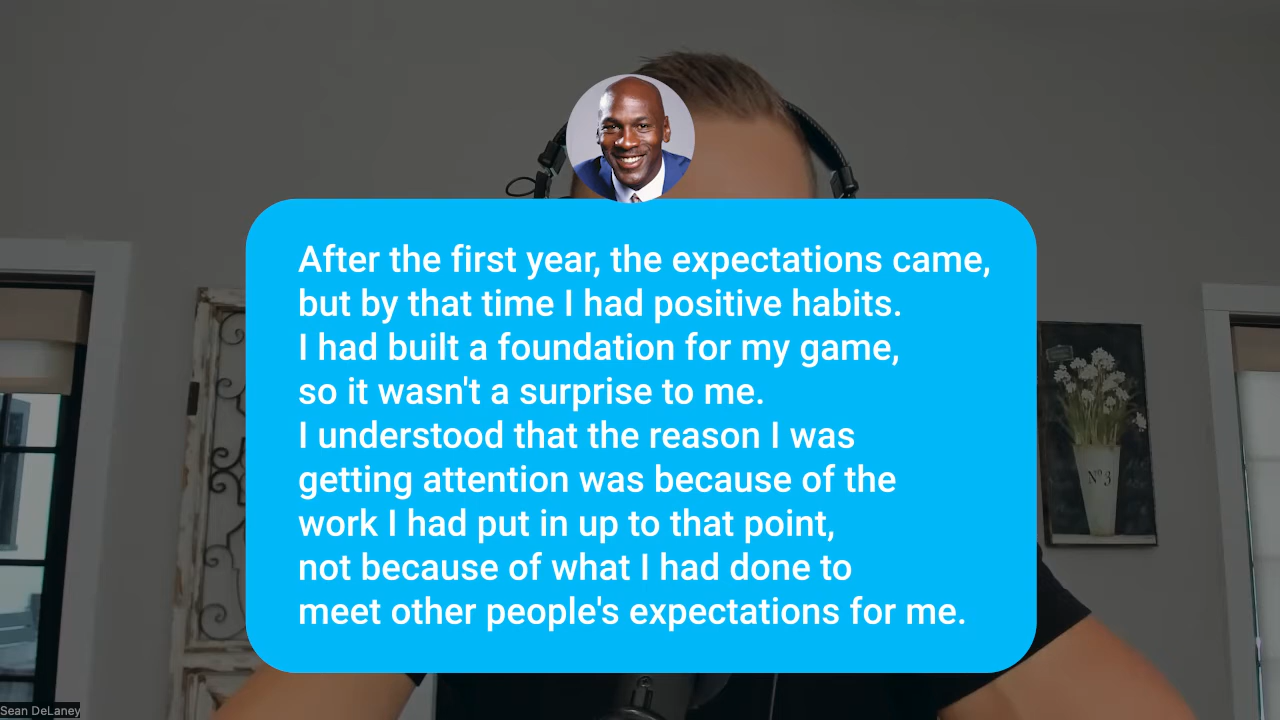 After the first year, the expectations came,
but by that time I had positive habits.
I had built a foundation for my game,
so it wasn't a surprise to me.
I understood that the reason I was
getting attention was because of the
work I had put in up to that point,
not because of what I had done to
meet other people's expectations for me.
Nº3
Sean DeLaney